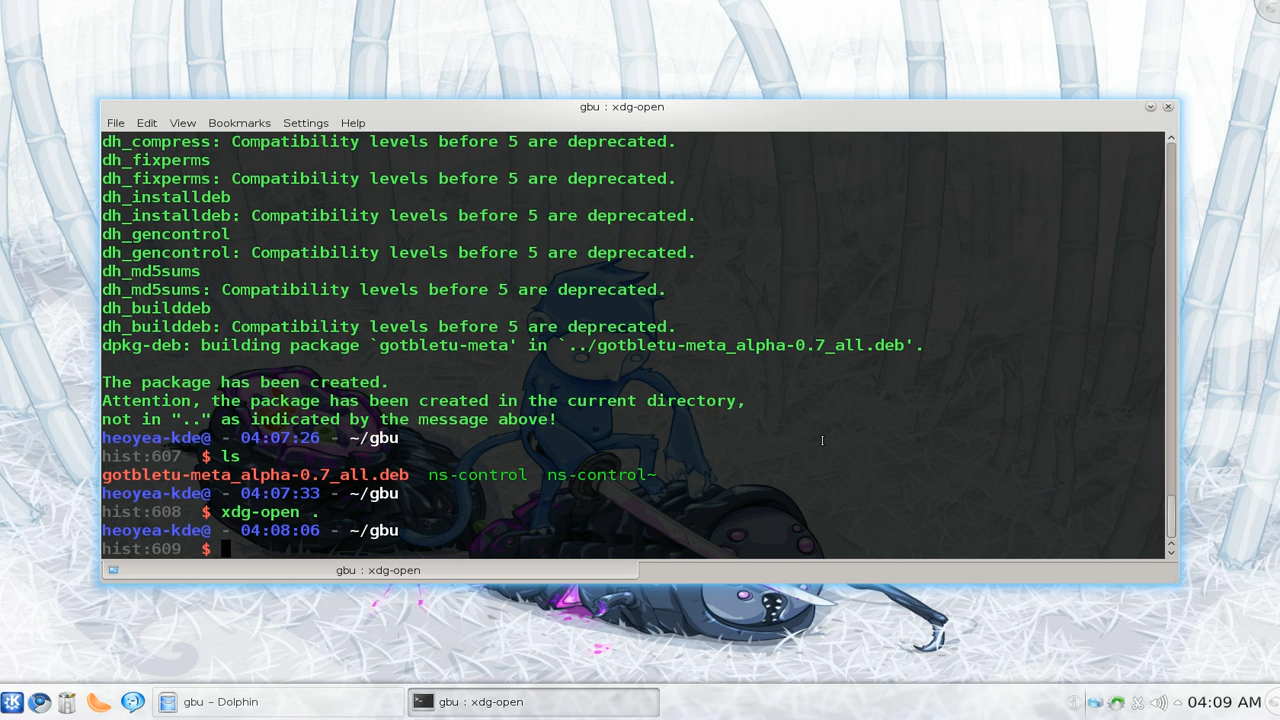 gbu : xdg-open
File Edit View Bookmarks Settings Help
dh_compress: Compatibility levels before 5 are deprecated.
dh_fixperms
dh_fixperms: Compatibility levels before 5 are deprecated.
dh_installdeb
dh_installdeb: Compatibility levels before 5 are deprecated.
dh_gencontrol
dh_gencontrol: Compatibility levels before 5 are deprecated.
dh_md5sums
dh_md5sums: Compatibility levels before 5 are deprecated.
dh_builddeb
dh_builddeb: Compatibility levels before 5 are deprecated.
dpkg-deb: building package `gotbletu-meta' in `../gotbletu-meta_alpha-0.7_all.deb'.
The package has been created.
Attention, the package has been created in the current directory,
not in ".." as indicated by the message above!
heoyea-kde@ - 04:07:26 - ~/gbu
hist:607  $ ls
gotbletu-meta_alpha-0.7_all.deb  ns-control  ns-control~
heoyea-kde@ - 04:07:33 - ~/gbu
hist:608  $ xdg-open .
heoyea-kde@ - 04:08:06 - ~/gbu
hist:609  $
gbu : xdg-open
gbu – Dolphin
gbu : xdg-open
04:09 AM